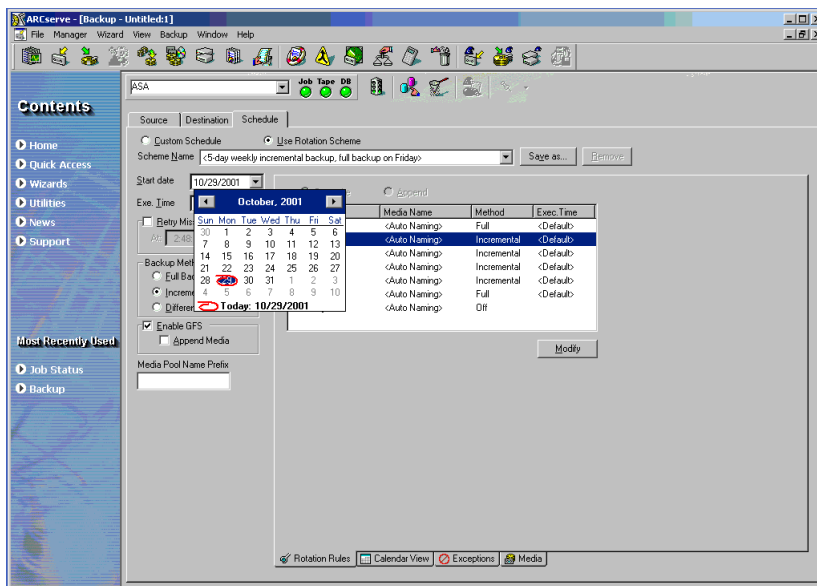 ARCserve - [Backup - Untitled:1]
File Manager Wizard View Backup Window Help
ASA
Job Tape DB
Contents
Home
Quick Access
Wizards
Utilities
News
Support
Most Recently Used
Job Status
Backup
Source Destination Schedule
Custom Schedule Use Rotation Scheme
Scheme Name <5-day weekly incremental backup, full backup on Friday> Save as... Remove
Start date 10/29/2001
Exe. Time
Append
Retry Mis
At: 2:48:
October, 2001
Sun Mon Tue Wed Thu Fri Sat
30 1 2 3 4 5 6
7 8 9 10 11 12 13
14 15 16 17 18 19 20
21 22 23 24 25 26 27
28 29 30 31 1 2 3
4 5 6 7 8 9 10
Today: 10/29/2001
Media Name Method Exec.Time
<Auto Naming> Full <Default>
<Auto Naming> Incremental <Default>
<Auto Naming> Incremental <Default>
<Auto Naming> Incremental <Default>
<Auto Naming> Incremental <Default>
<Auto Naming> Full <Default>
<Auto Naming> Off
Backup Meth
Full Bac
Increme
Differen
Enable GFS
Append Media
Modify
Media Pool Name Prefix
Rotation Rules Calendar View Exceptions Media